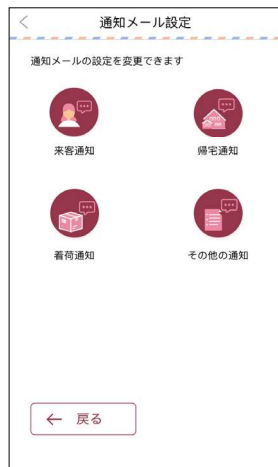 通知メール設定
通知メールの設定を変更できます
来客通知
帰宅通知
着荷通知
その他の通知
← 戻る